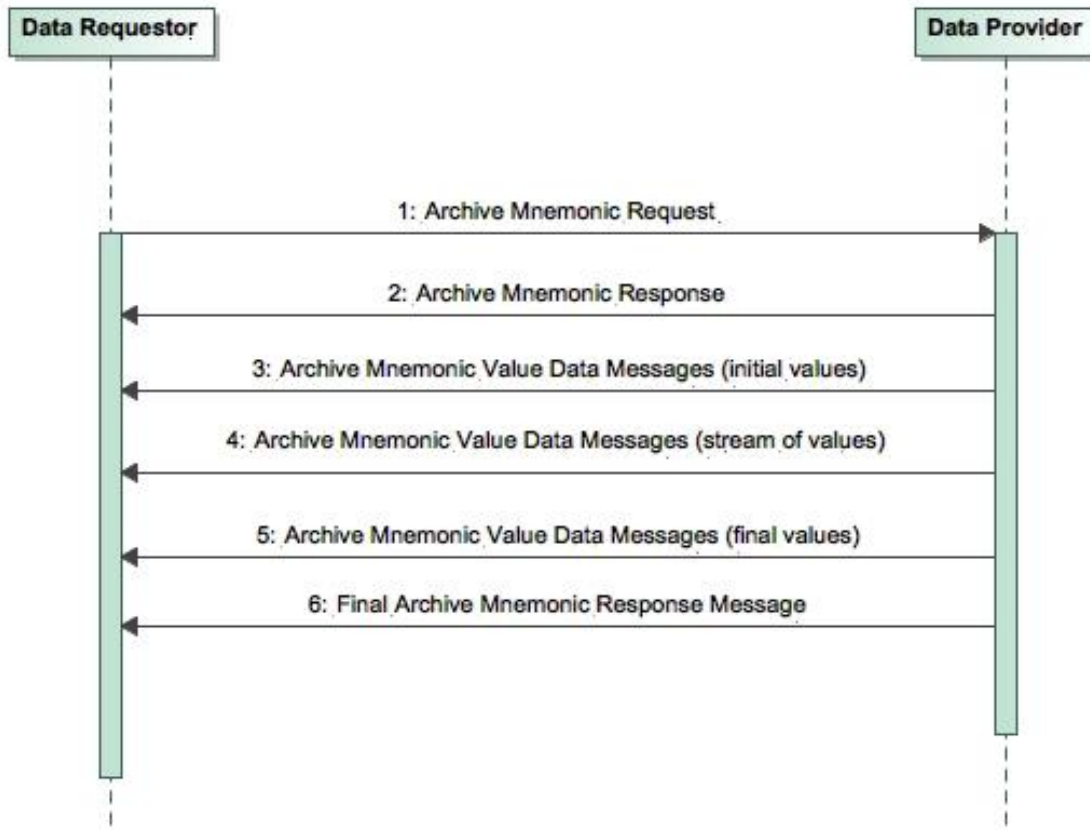 Data Requestor
Data Provider
1: Archive Mnemonic Request
2: Archive Mnemonic Response
3: Archive Mnemonic Value Data Messages (initial values)
4: Archive Mnemonic Value Data Messages (stream of values)
5: Archive Mnemonic Value Data Messages (final values)
6: Final Archive Mnemonic Response Message